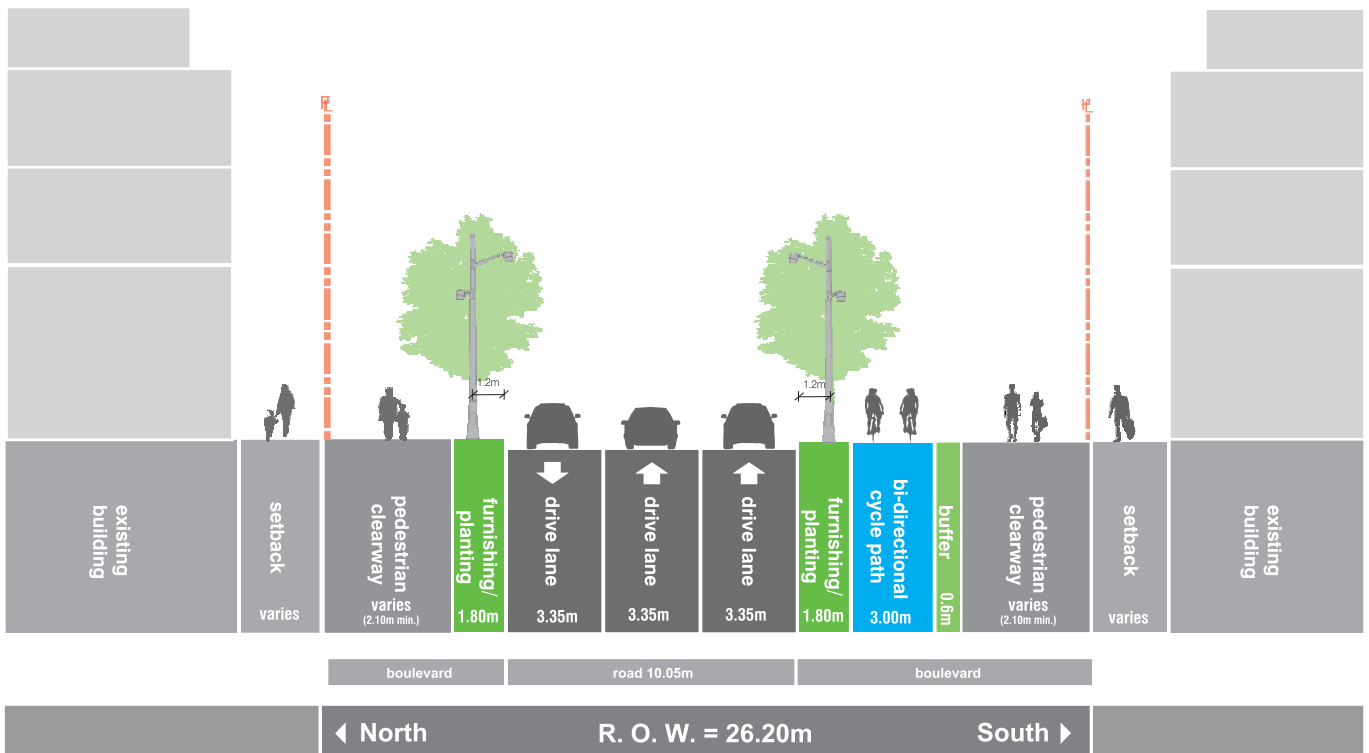 PL
PL
1.2m
1.2m
existing
building
setback
varies
pedestrian
clearway
varies
(2.10m min.)
furnishing/
planting
1.80m
drive lane
3.35m
drive lane
3.35m
drive lane
3.35m
furnishing/
planting
1.80m
bi-directional
cycle path
3.00m
buffer
0.6m
pedestrian
clearway
varies
(2.10m min.)
setback
varies
existing
building
boulevard
road 10.05m
boulevard
North
R. O. W. = 26.20m
South